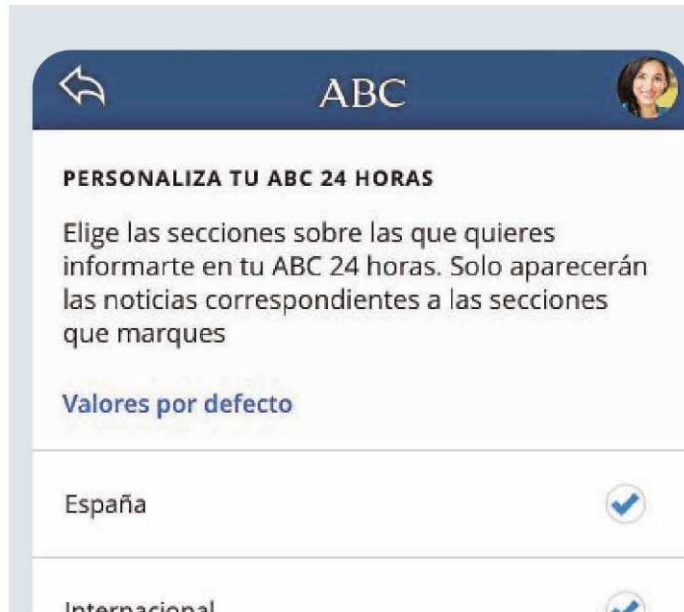 ABC
PERSONALIZA TU ABC 24 HORAS
Elige las secciones sobre las que quieres
informarte en tu ABC 24 horas. Solo aparecerán
las noticias correspondientes a las secciones
que marques
Valores por defecto
España
Internacional